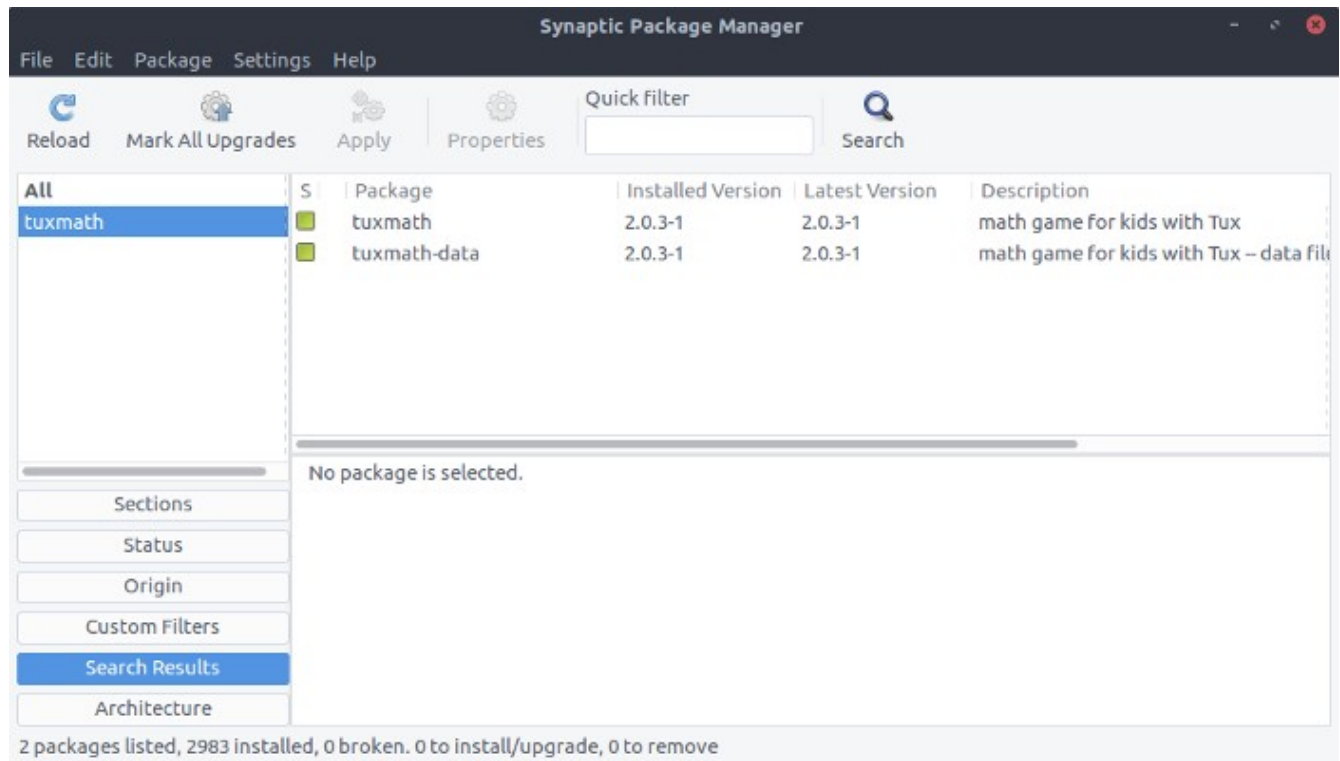 Synaptic Package Manager
File Edit Package Settings Help
Reload Mark All Upgrades Apply Properties Quick filter Search
All
tuxmath
S Package Installed Version Latest Version Description
tuxmath 2.0.3-1 2.0.3-1 math game for kids with Tux
tuxmath-data 2.0.3-1 2.0.3-1 math game for kids with Tux – data file
No package is selected.
Sections
Status
Origin
Custom Filters
Search Results
Architecture
2 packages listed, 2983 installed, 0 broken. 0 to install/upgrade, 0 to remove